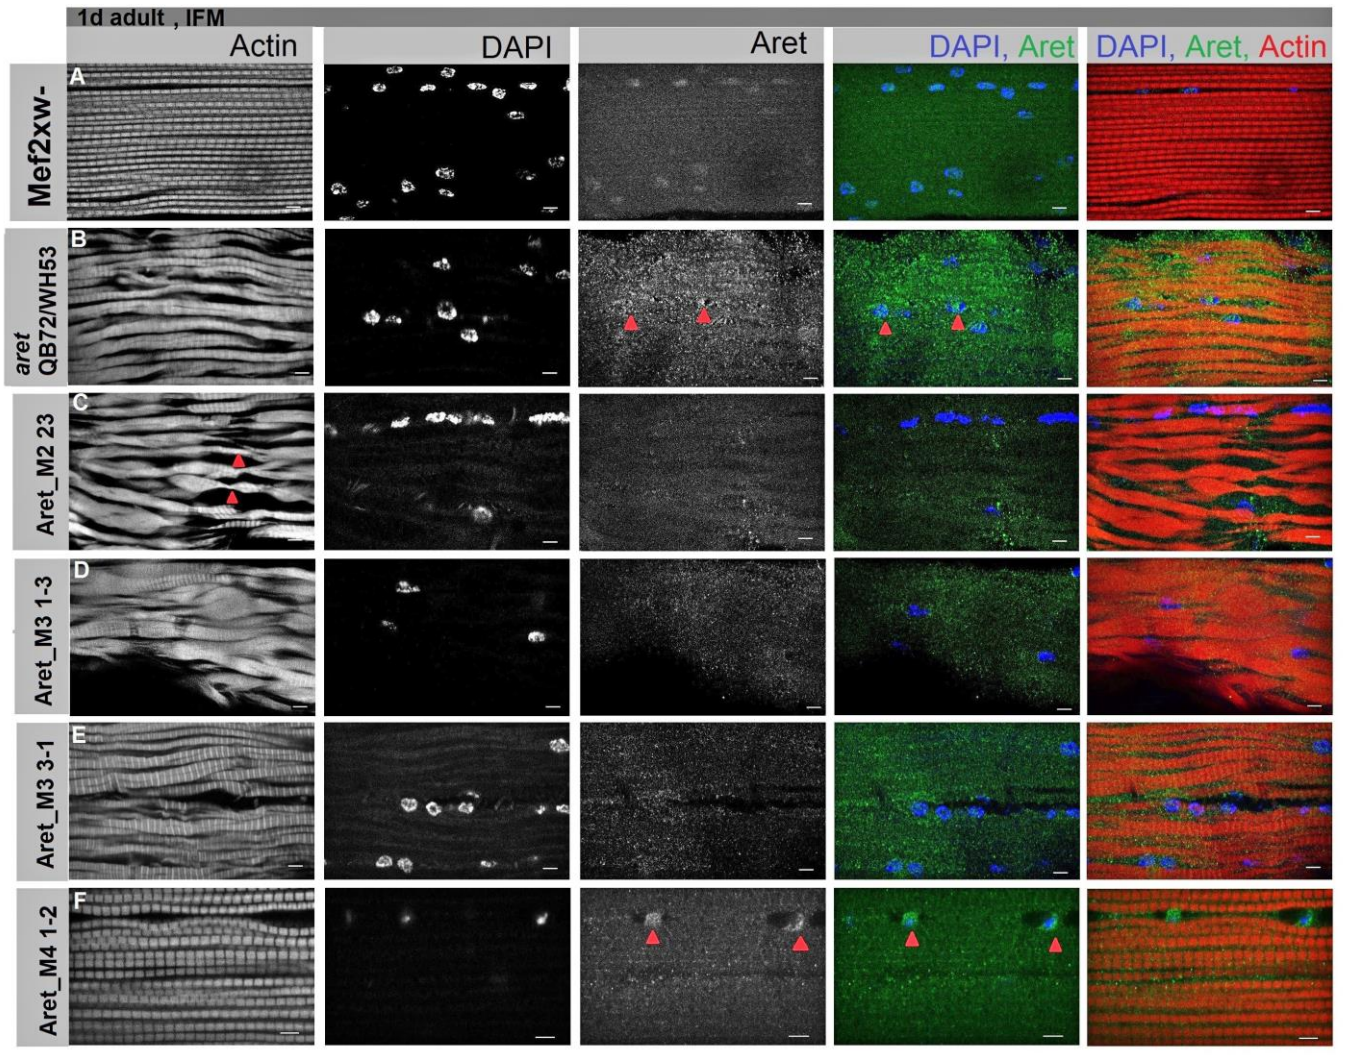 1d adult , IFM
Actin
DAPI
Aret
DAPI, Aret
DAPI, Aret, Actin
Mef2xw-
A
aret
QB72/WH53
B
Aret_M2 23
C
Aret_M3 1-3
D
Aret_M3 3-1
E
Aret_M4 1-2
F